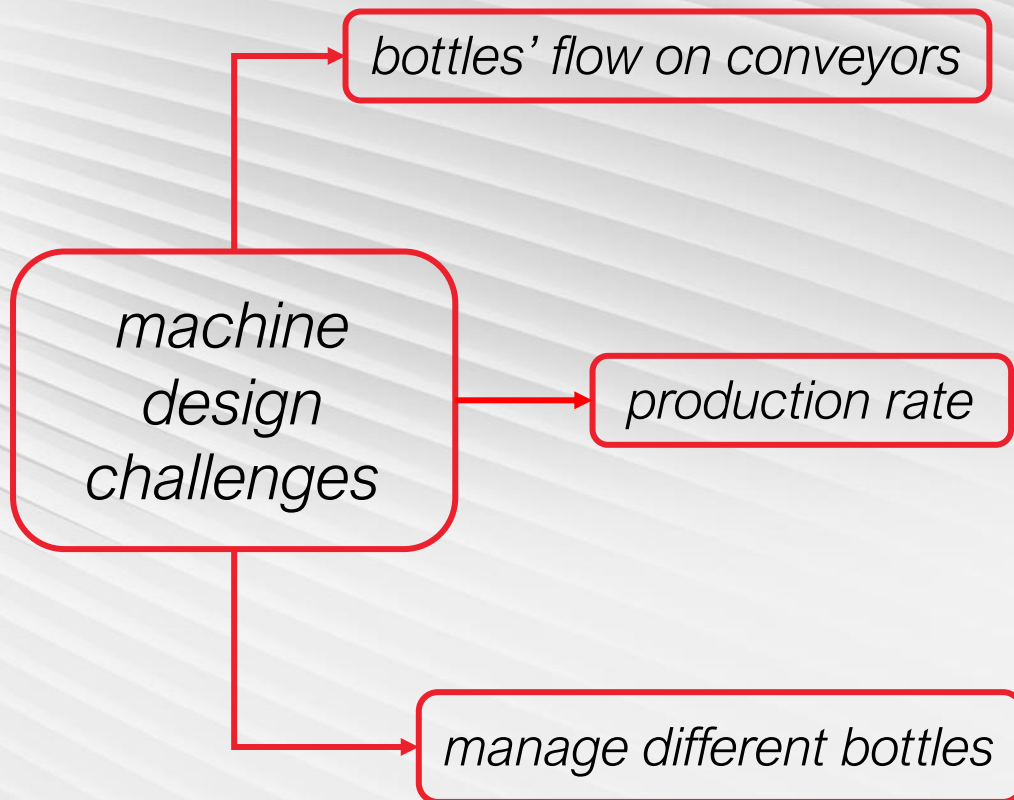 bottles’ flow on conveyors
machine
design
challenges
production rate
manage different bottles